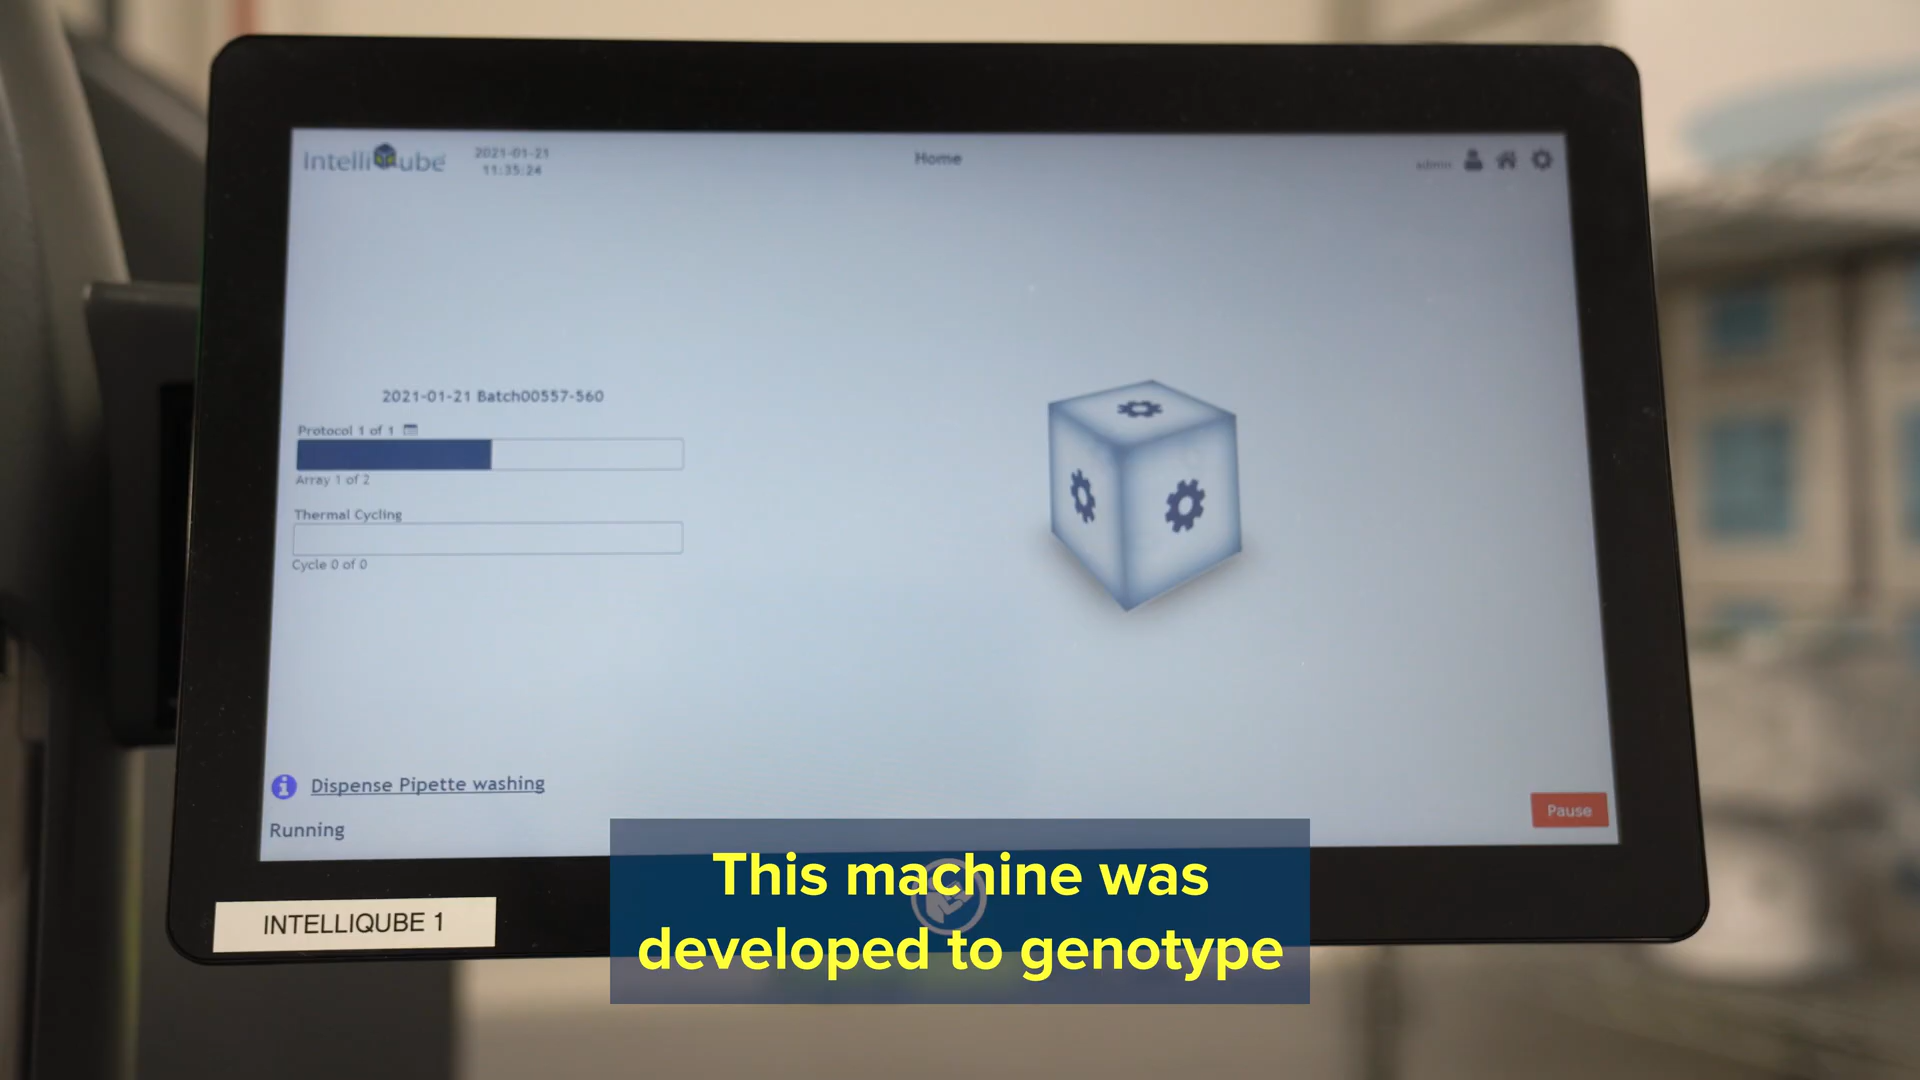 IntelliQube
2021-01-21
11:35:24
Home
admin
2021-01-21 Batch00557-560
Protocol 1 of 1
Array 1 of 2
Thermal Cycling
Cycle 0 of 0
Dispense Pipette washing
Running
Pause
INTELLIQUBE 1
This machine was
developed to genotype